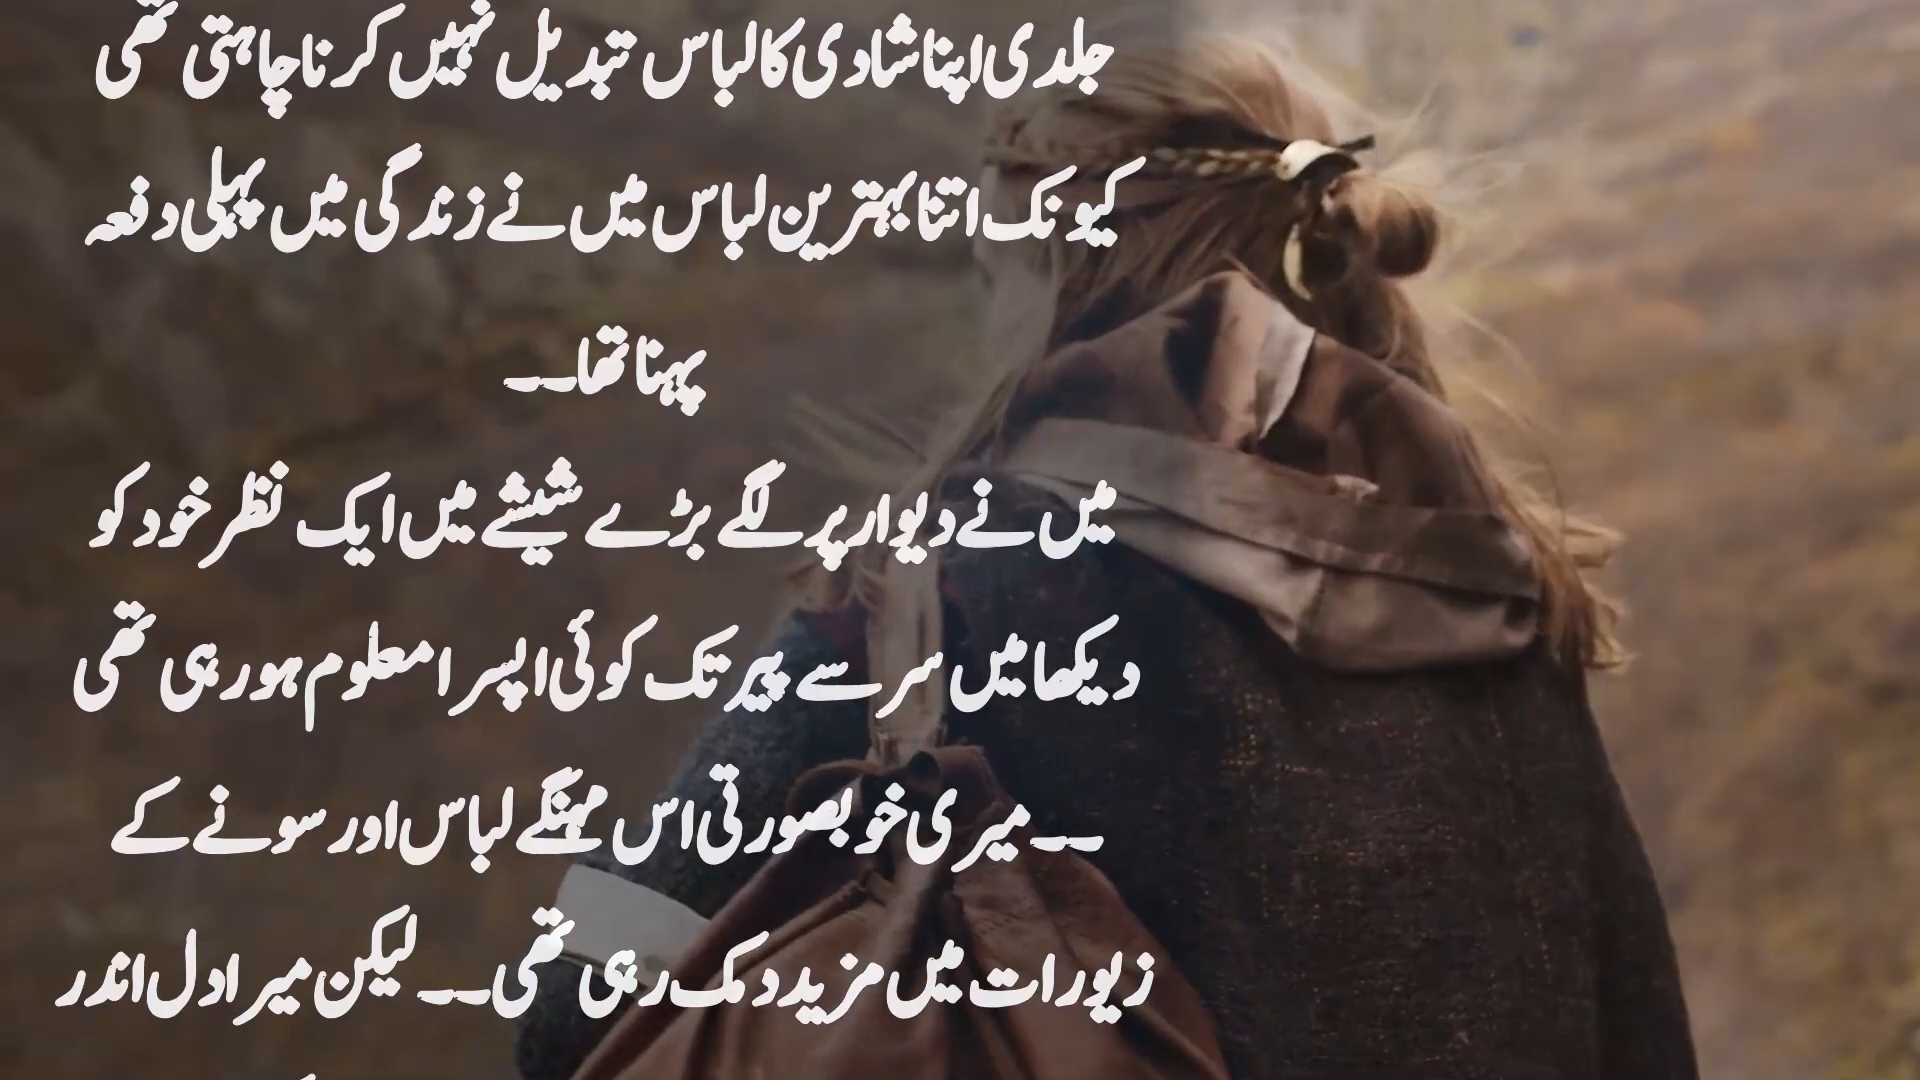 جلدی اپنا شادی کا لباس تبدیل نہیں کرنا چاہتی تھی
کیونک اتنا بہترین لباس میں نے زندگی میں پہلی دفعہ
پہنا تھا۔۔
میں نے دیوار پر لگے بڑے شیشے میں ایک نظر خود کو
دیکھا میں سر سے پیر تک کوئی اپسرا معلوم ہو رہی تھی
۔۔ میری خوبصورتی اس مہنگے لباس اور سونے کے
زیورات میں مزید دمک رہی تھی۔۔ لیکن میرا دل اندر